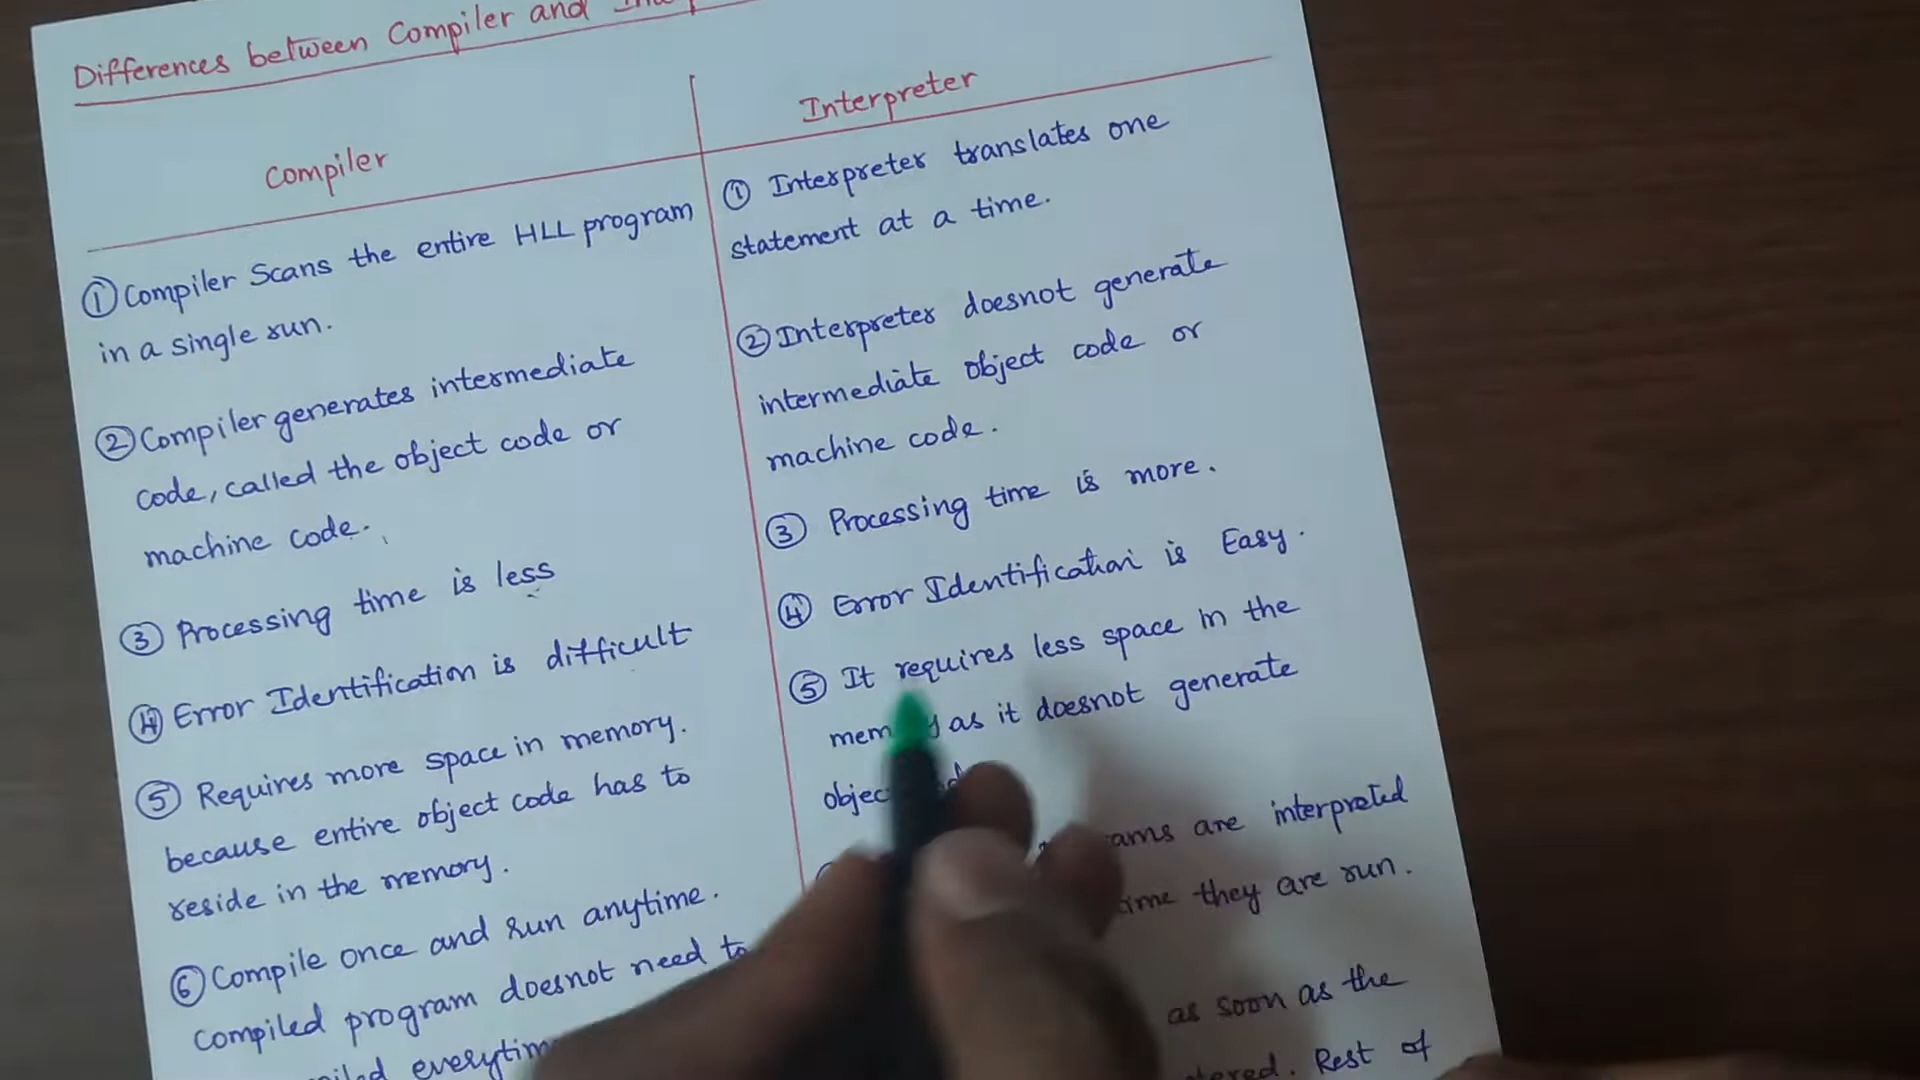 Differences between Compiler and
Compiler
① Compiler Scans the entire HLL program
in a single run.
② Compiler generates intermediate
code, called the object code or
machine code.
③ Processing time is less
④ Error Identification is difficult
⑤ Requires more space in memory.
because entire object code has to
reside in the memory.
⑥ Compile once and run anytime.
Compiled program doesnot need to
everytim
Interpreter
① Interpreter translates one
statement at a time.
② Interpreter doesnot generate
intermediate object code or
machine code.
③ Processing time is more.
④ Error Identification is Easy.
⑤ It requires less space in the
mem y as it doesnot generate
objec
ams are interpreted
ime they are run.
as soon as the
tered. Rest of